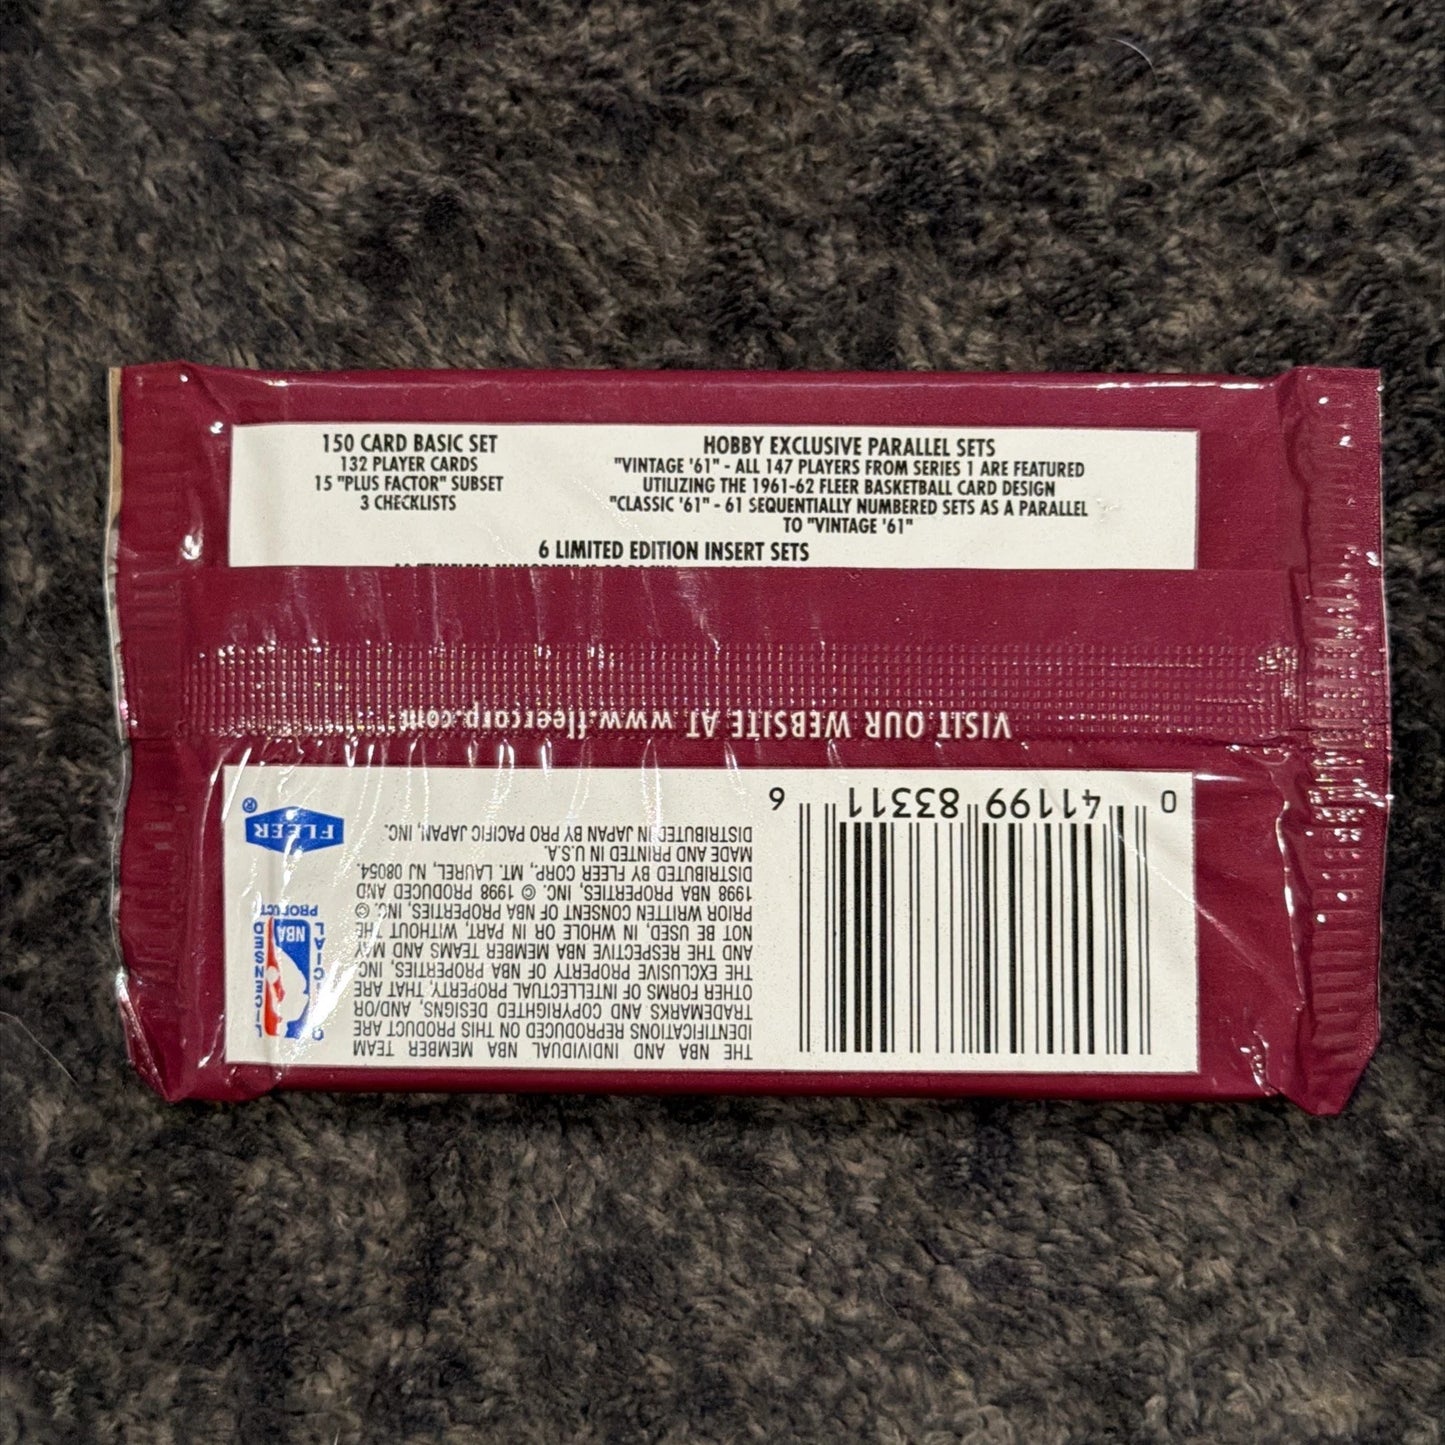 150 CARD BASIC SET
132 PLAYER CARDS
15 "PLUS FACTOR" SUBSET
3 CHECKLISTS
HOBBY EXCLUSIVE PARALLEL SETS
"VINTAGE '61" - ALL 147 PLAYERS FROM SERIES 1 ARE FEATURED
UTILIZING THE 1961-62 FLEER BASKETBALL CARD DESIGN
"CLASSIC '61" - 61 SEQUENTIALLY NUMBERED SETS AS A PARALLEL
TO "VINTAGE '61"
6 LIMITED EDITION INSERT SETS
VISIT OUR WEBSITE AT www.fleercorp.com
0 41199 83311 6
THE NBA AND INDIVIDUAL NBA MEMBER TEAM
IDENTIFICATIONS REPRODUCED ON THIS PRODUCT ARE
TRADEMARKS AND COPYRIGHTED DESIGNS, AND/OR
OTHER FORMS OF INTELLECTUAL PROPERTY THAT ARE
THE EXCLUSIVE PROPERTY OF NBA PROPERTIES, INC.
AND THE RESPECTIVE NBA MEMBER TEAMS AND MAY
NOT BE USED, IN WHOLE OR IN PART, WITHOUT THE
PRIOR WRITTEN CONSENT OF NBA PROPERTIES, INC. ©
1998 NBA PROPERTIES, INC. © 1998 PRODUCED AND
DISTRIBUTED BY FLEER CORP., MT. LAUREL, NJ 08054.
MADE AND PRINTED IN U.S.A.
DISTRIBUTED IN JAPAN BY PRO PACIFIC JAPAN, INC.
OFFICIAL
NBA
LICENSED
PRODUCT
FLEER®